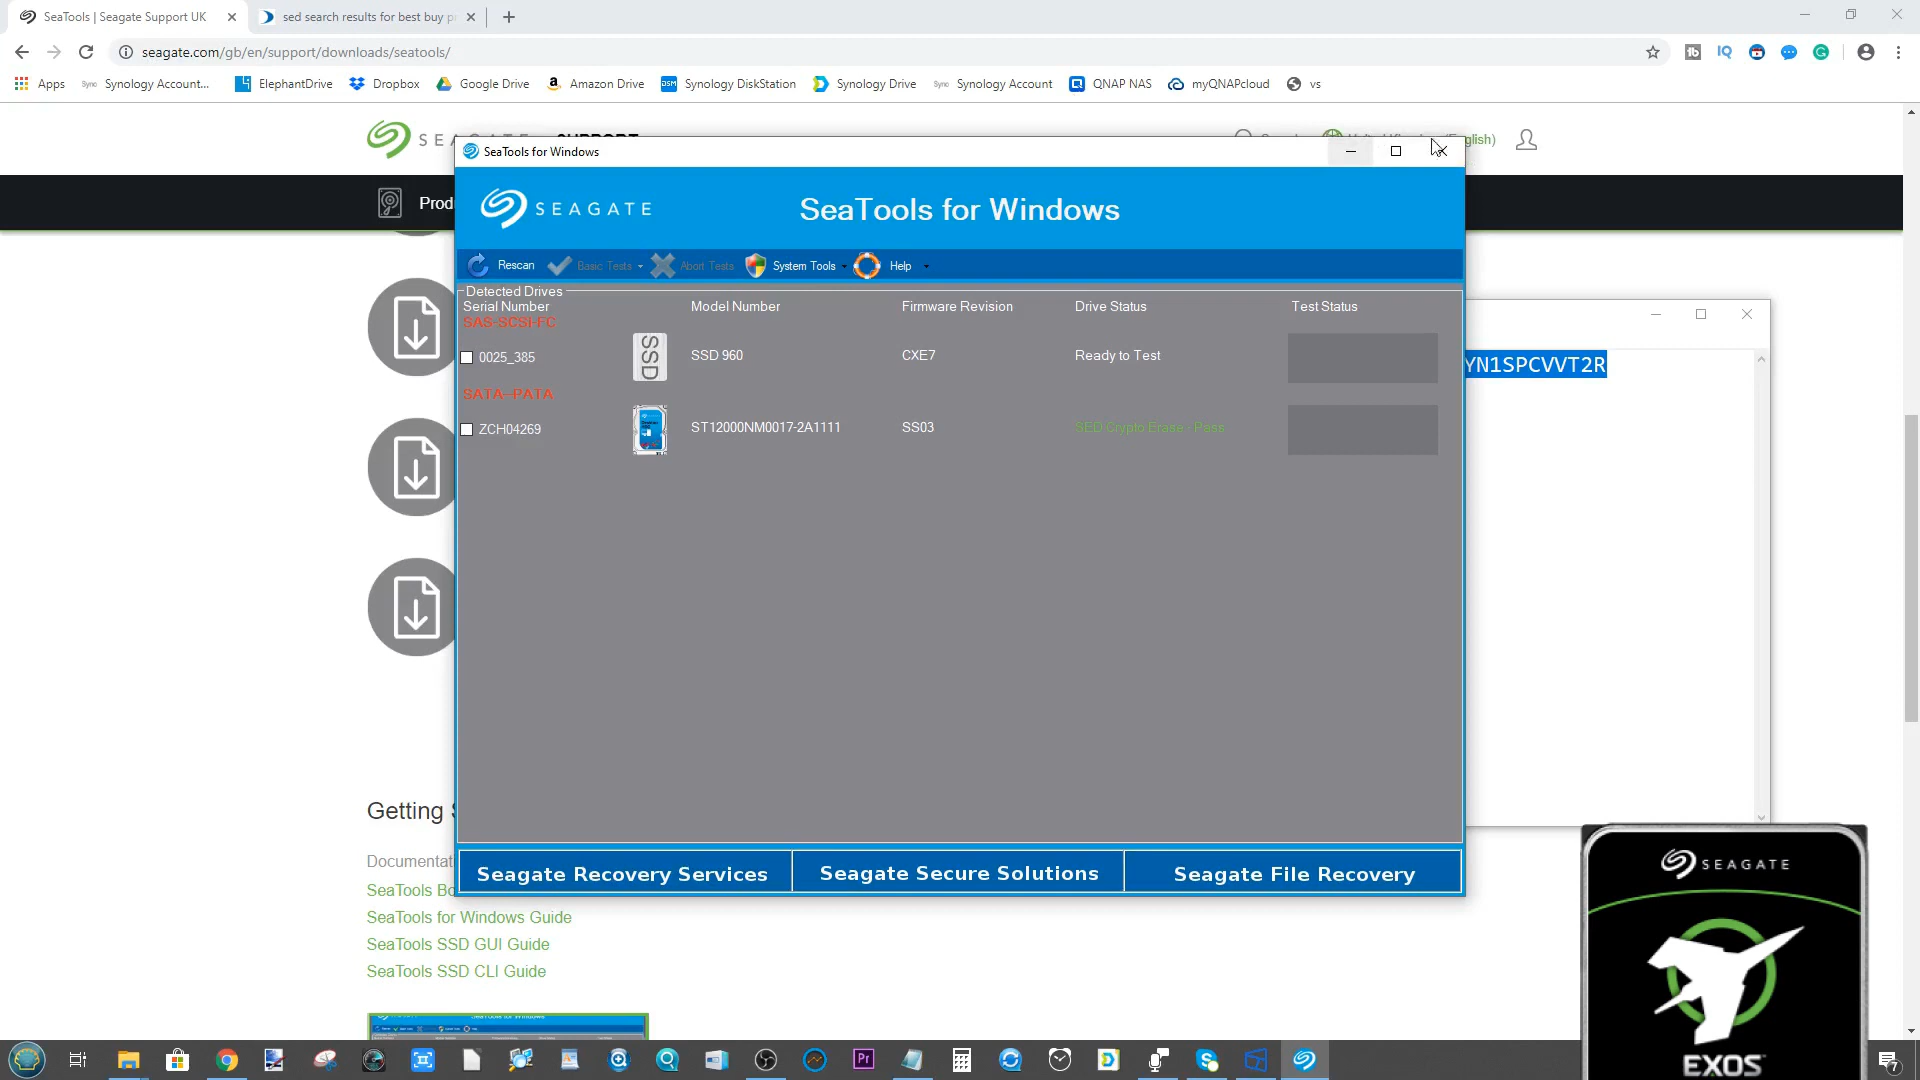 SeaTools | Seagate Support UK
sed search results for best buy p
seagate.com/gb/en/support/downloads/seatools/
Apps
Synology Account...
ElephantDrive
Dropbox
Google Drive
Amazon Drive
Synology DiskStation
Synology Drive
Synology Account
QNAP NAS
myQNAPcloud
vs
SeaTools for Windows
SEAGATE
SeaTools for Windows
Rescan
Basic Tests
Abort Tests
System Tools
Help
Detected Drives
Serial Number
Model Number
Firmware Revision
Drive Status
Test Status
SAS-SCSI-FC
0025_385
SSD
SSD 960
CXE7
Ready to Test
YN1SPCVVT2R
SATA--PATA
ZCH04269
ST12000NM0017-2A1111
SS03
SED Crypto Erase - Pass
Getting
Seagate Recovery Services
Seagate Secure Solutions
Seagate File Recovery
SeaTools for Windows Guide
SeaTools SSD GUI Guide
SeaTools SSD CLI Guide
SEAGATE
EXOS